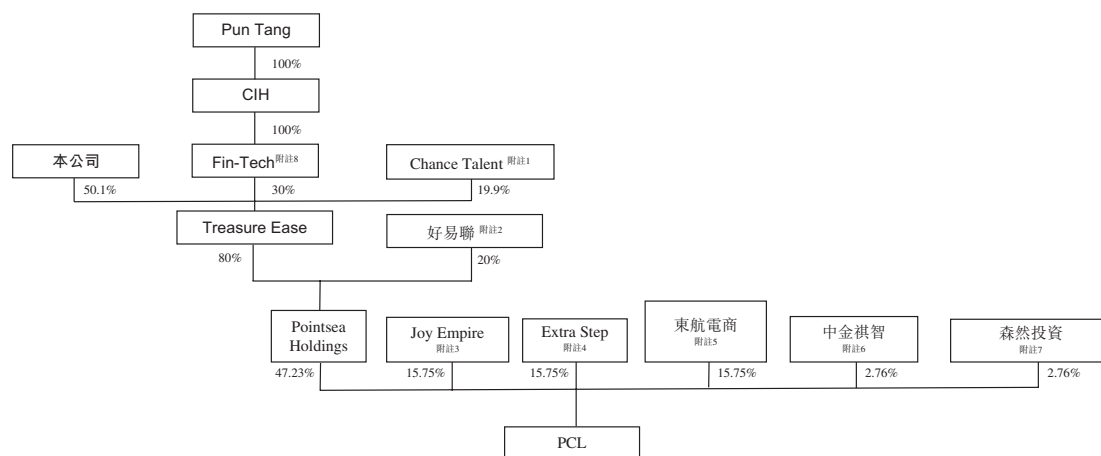 Pun Tang
100%
CIH
100%
本公司
Fin-Tech附註8
Chance Talent 附註1
50.1%
30%
19.9%
Treasure Ease
好易聯 附註2
80%
20%
Pointsea
Holdings
Joy Empire
附註3
Extra Step
附註4
東航電商
附註5
中金祺智
附註6
森然投資
附註7
47.23%
15.75%
15.75%
15.75%
2.76%
2.76%
PCL